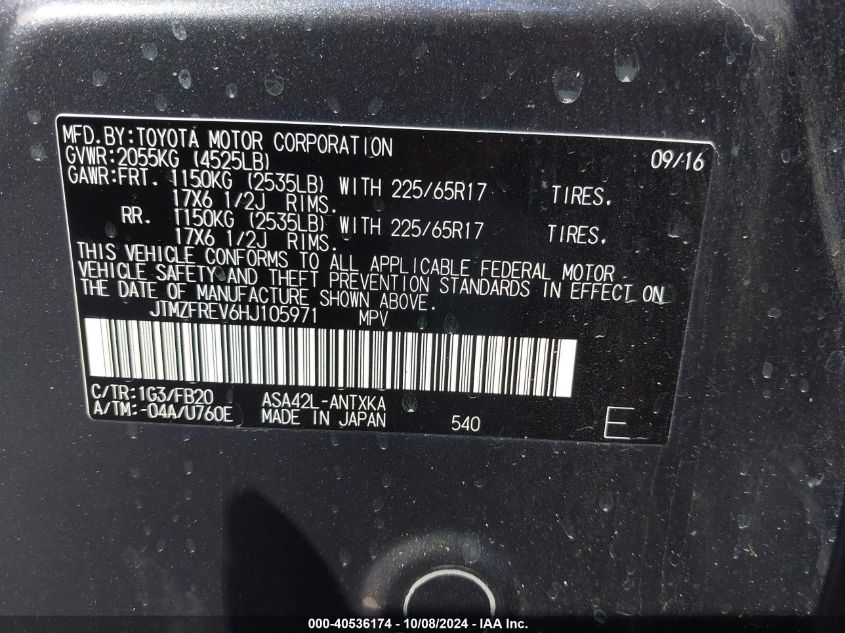 MFD.BY:TOYOTA MOTOR CORPORATION 09/16
GVWR:2055KG (4525LB)
GAWR:FRT. 1150KG (2535LB) WITH 225/65R17 TIRES.
17X6 1/2J RIMS.
RR. 1150KG (2535LB) WITH 225/65R17 TIRES.
17X6 1/2J RIMS.
THIS VEHICLE CONFORMS TO ALL APPLICABLE FEDERAL MOTOR
VEHICLE SAFETY AND THEFT PREVENTION STANDARDS IN EFFECT ON
THE DATE OF MANUFACTURE SHOWN ABOVE.
JTMZFREV6HJ105971 MPV
C/TR:1G3/FB20 ASA42L-ANTXKA
A/TM:-04A/U760E MADE IN JAPAN 540 E
000-40536174 - 10/08/2024 - IAA Inc.